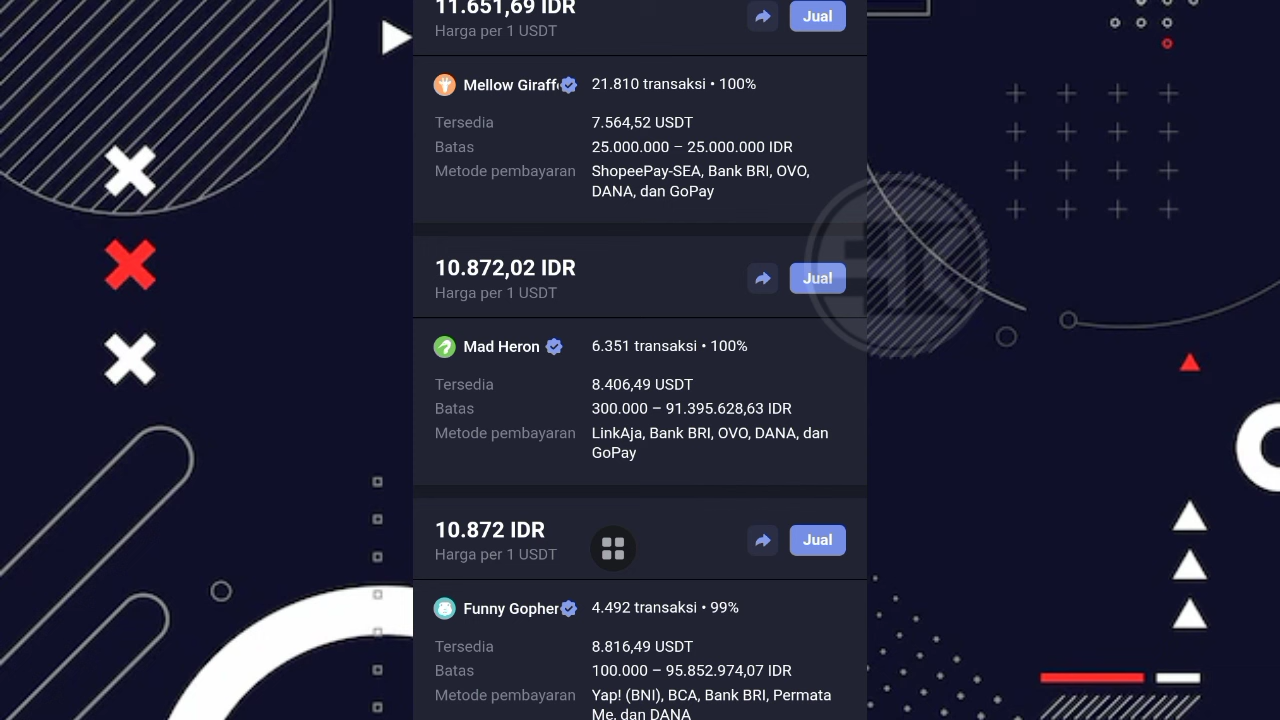 11.651,69 IDR
Harga per 1 USDT
Jual
Mellow Giraff
21.810 transaksi • 100%
Tersedia
7.564,52 USDT
Batas
25.000.000 – 25.000.000 IDR
Metode pembayaran
ShopeePay-SEA, Bank BRI, OVO,
DANA, dan GoPay
10.872,02 IDR
Harga per 1 USDT
Jual
Mad Heron
6.351 transaksi • 100%
Tersedia
8.406,49 USDT
Batas
300.000 – 91.395.628,63 IDR
Metode pembayaran
LinkAja, Bank BRI, OVO, DANA, dan
GoPay
10.872 IDR
Harga per 1 USDT
Jual
Funny Gopher
4.492 transaksi • 99%
Tersedia
8.816,49 USDT
Batas
100.000 – 95.852.974,07 IDR
Metode pembayaran
Yap! (BNI), BCA, Bank BRI, Permata
Me, dan DANA